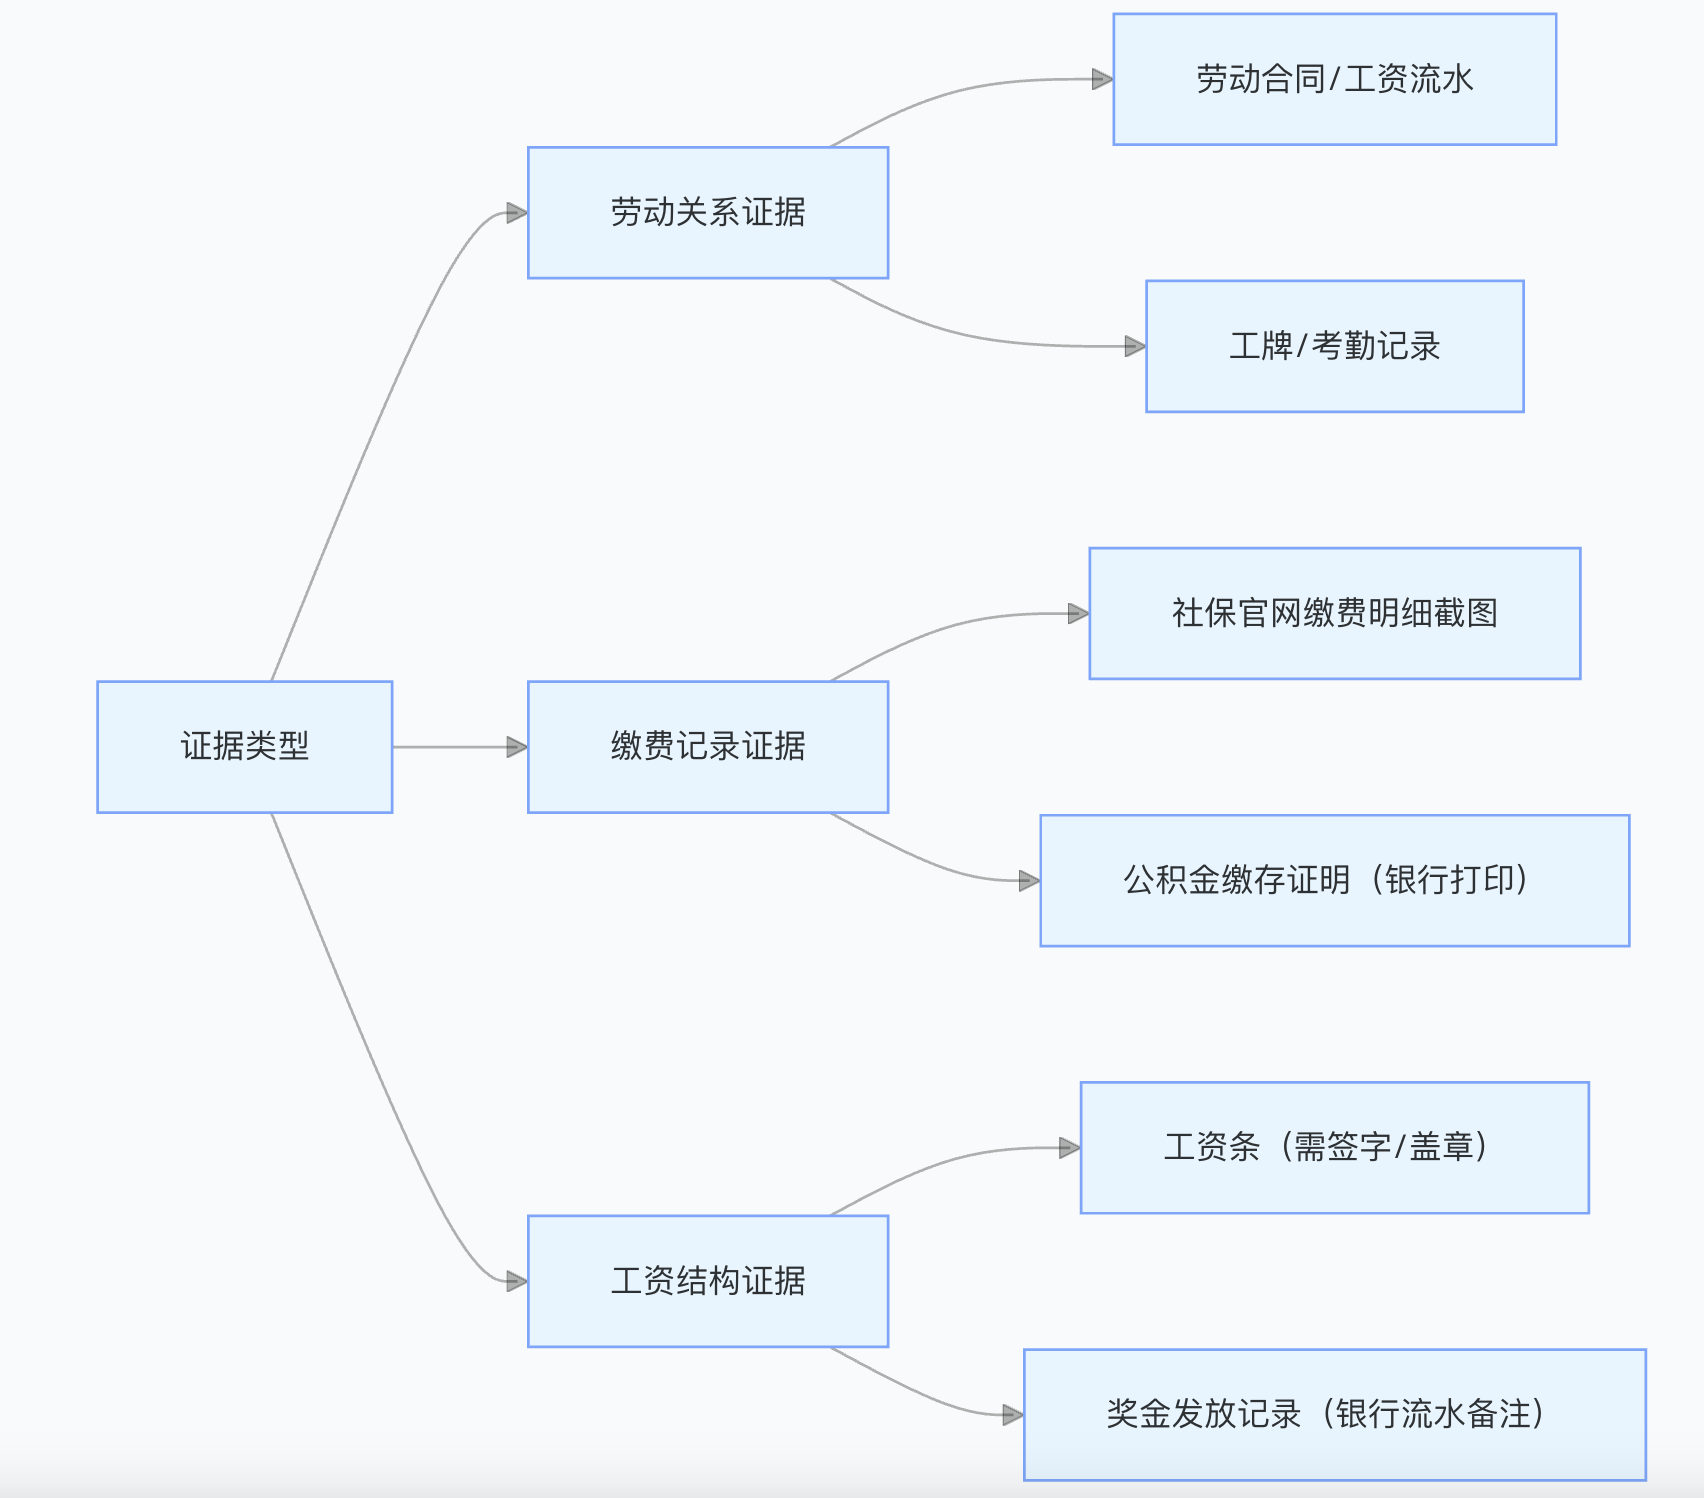 劳动合同/工资流水
劳动关系证据
工牌/考勤记录
社保官网缴费明细截图
证据类型
缴费记录证据
公积金缴存证明（银行打印）
工资条（需签字/盖章）
工资结构证据
奖金发放记录（银行流水备注）